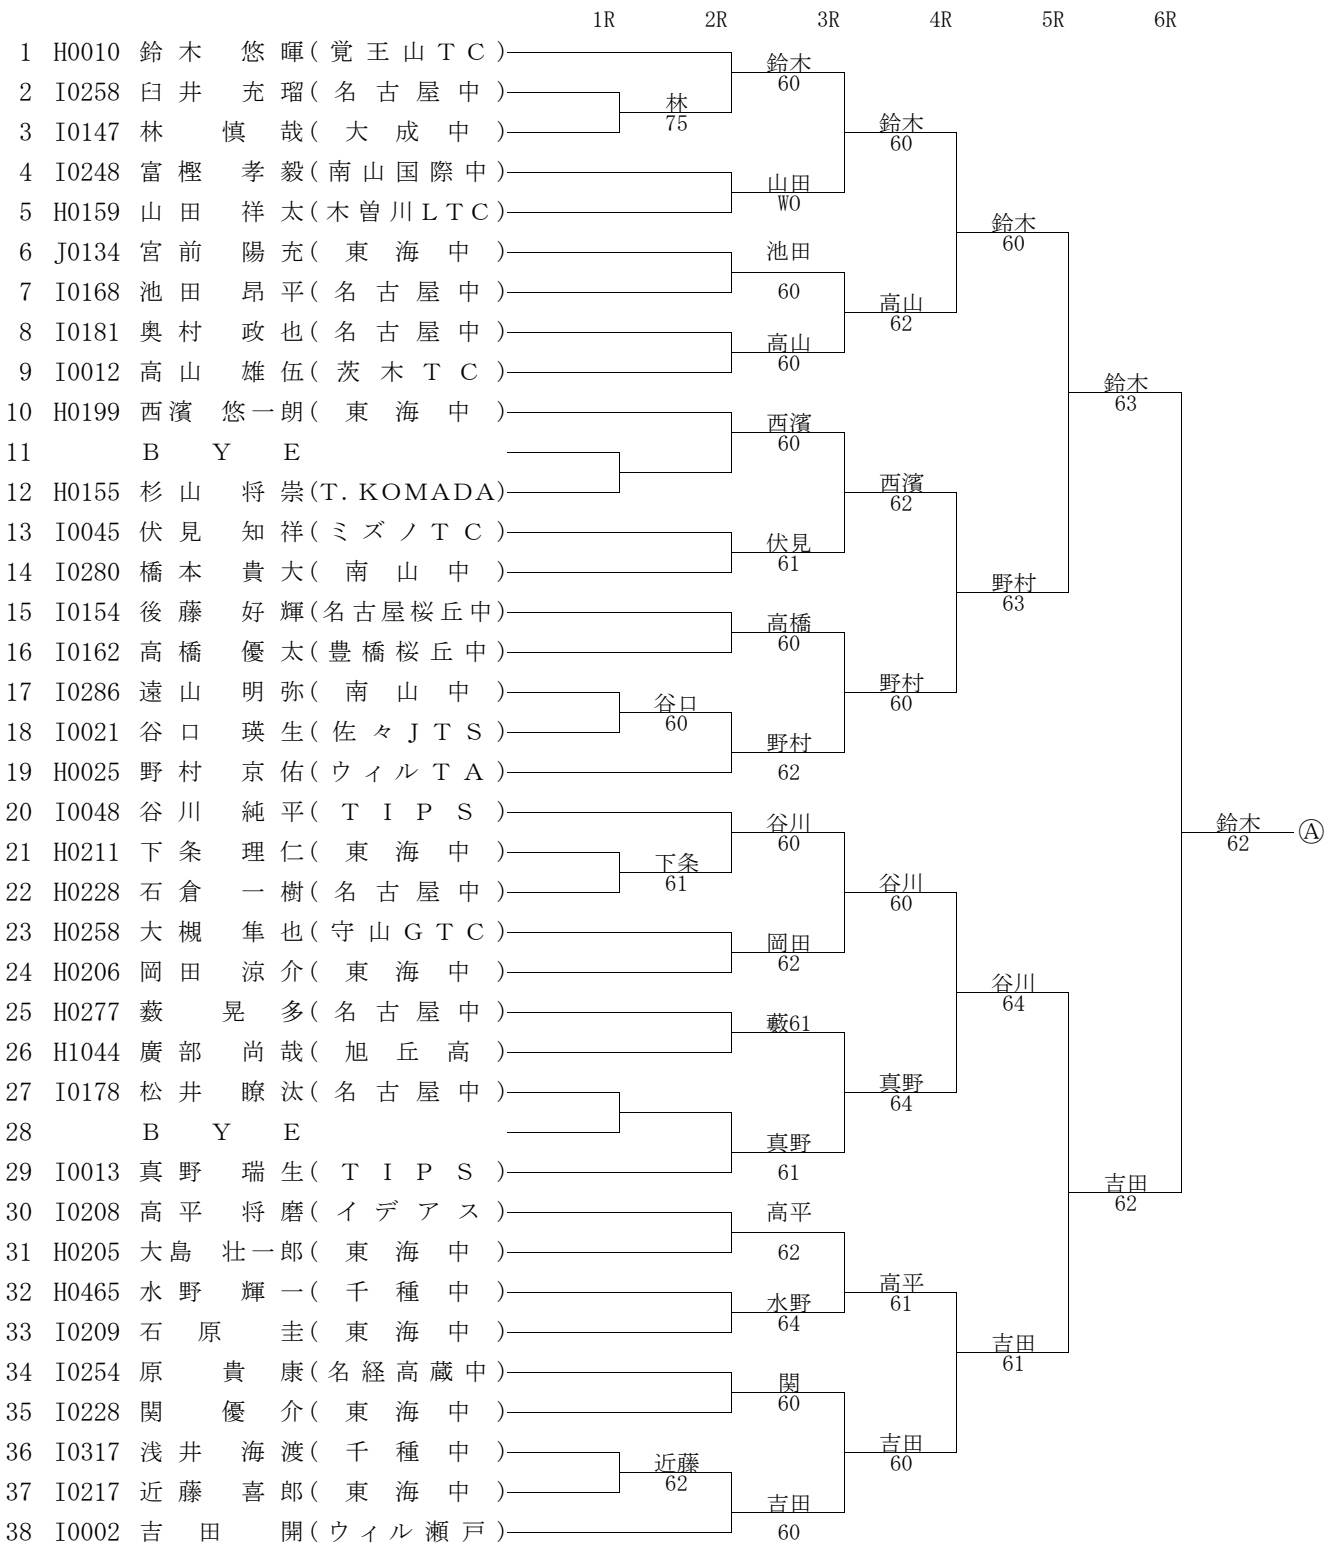 1R 2R 3R 4R 5R 6R
1 H0010 鈴木 悠暉(覚王山TC)
鈴木
60
2 I0258 臼井 充瑠(名古屋中)
林
75
3 I0147 林 慎哉(大成中)
鈴木
60
4 I0248 富樫 孝毅(南山国際中)
山田
WO
5 H0159 山田 祥太(木曽川LTC)
鈴木
60
6 J0134 宮前 陽充(東海中)
池田
7 I0168 池田 昂平(名古屋中)
60
高山
62
8 I0181 奥村 政也(名古屋中)
高山
60
9 I0012 高山 雄伍(茨木TC)
鈴木
63
10 H0199 西濱 悠一朗(東海中)
西濱
60
11 BYE
12 H0155 杉山 将崇(T.KOMADA)
西濱
62
13 I0045 伏見 知祥(ミズノTC)
伏見
61
14 I0280 橋本 貴大(南山中)
野村
63
15 I0154 後藤 好輝(名古屋桜丘中)
高橋
60
16 I0162 高橋 優太(豊橋桜丘中)
17 I0286 遠山 明弥(南山中)
谷口
60
野村
60
18 I0021 谷口 瑛生(佐々JTS)
野村
19 H0025 野村 京佑(ウィルTA)
62
20 I0048 谷川 純平(TIPS)
谷川
60
鈴木
62
Ⓐ
21 H0211 下条 理仁(東海中)
下条
61
22 H0228 石倉 一樹(名古屋中)
谷川
60
23 H0258 大槻 隼也(守山GTC)
岡田
62
24 H0206 岡田 涼介(東海中)
谷川
64
25 H0277 薮 晃多(名古屋中)
藪61
26 H1044 廣部 尚哉(旭丘高)
27 I0178 松井 瞭汰(名古屋中)
真野
64
28 BYE
真野
29 I0013 真野 瑞生(TIPS)
61
吉田
62
30 I0208 高平 将磨(イデアス)
高平
31 H0205 大島 壮一郎(東海中)
62
32 H0465 水野 輝一(千種中)
水野
64
高平
61
33 I0209 石原 圭(東海中)
吉田
61
34 I0254 原 貴康(名経高蔵中)
関
60
35 I0228 関 優介(東海中)
36 I0317 浅井 海渡(千種中)
近藤
62
吉田
60
37 I0217 近藤 喜郎(東海中)
吉田
38 I0002 吉田 開(ウィル瀬戸)
60